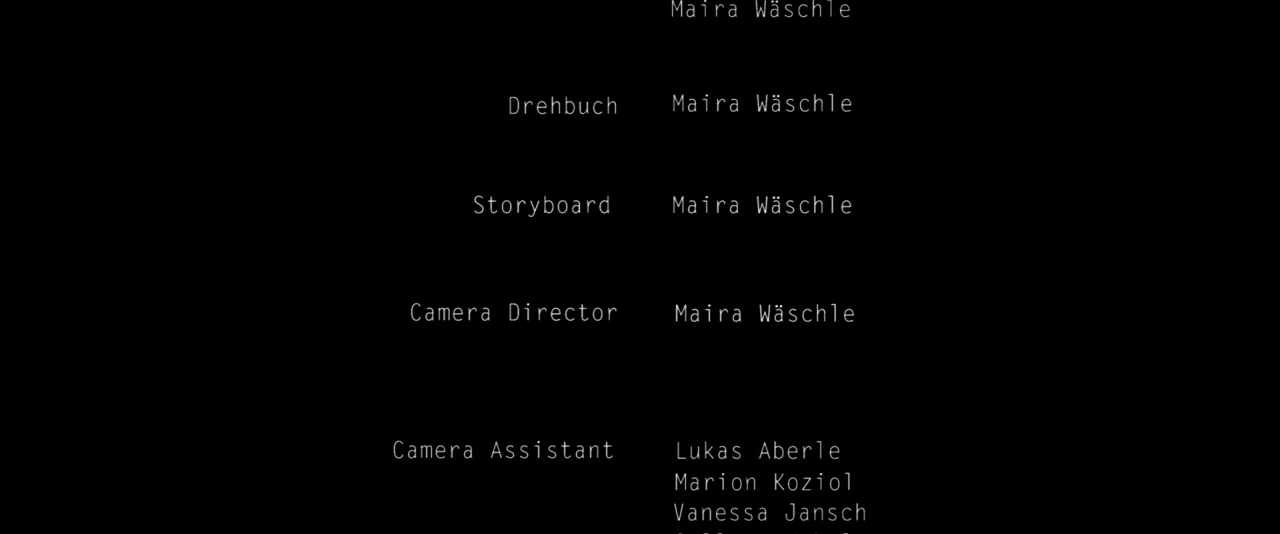 Maira Wäschle
Drehbuch Maira Wäschle
Storyboard Maira Wäschle
Camera Director Maira Wäschle
Camera Assistant Lukas Aberle
Marion Koziol
Vanessa Jansch